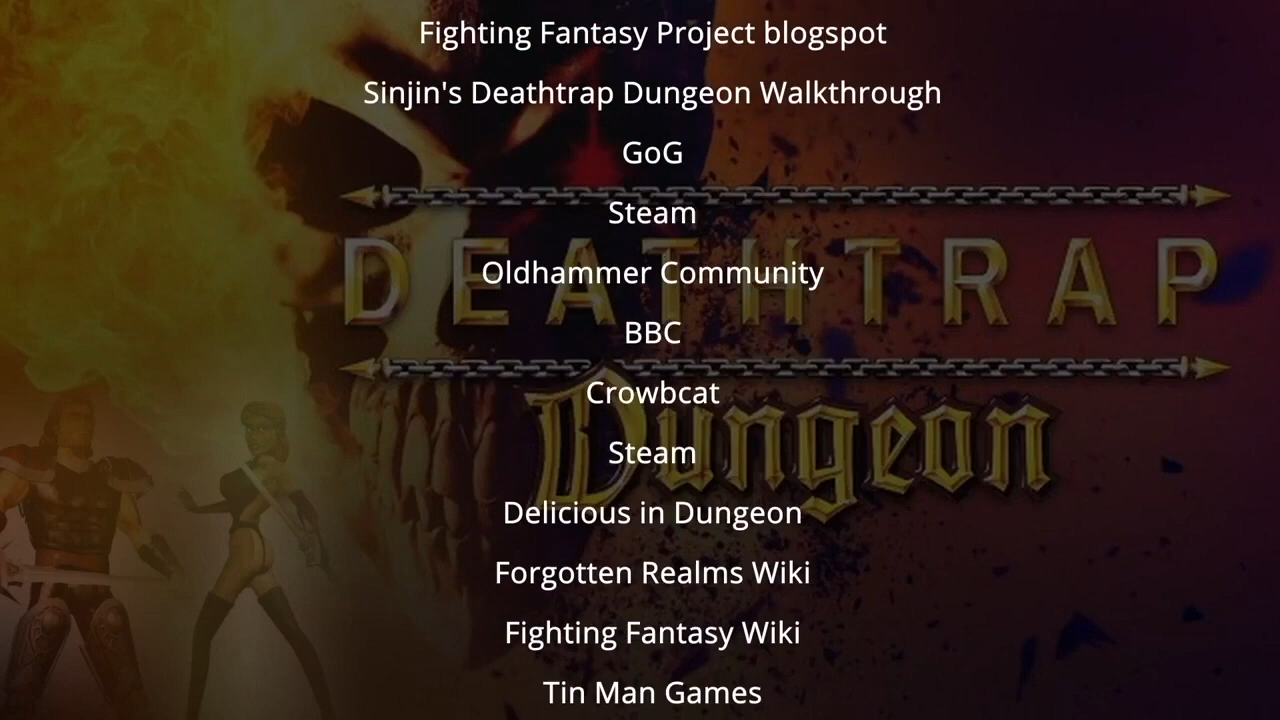 Fighting Fantasy Project blogspot
Sinjin's Deathtrap Dungeon Walkthrough
GoG
Steam
DEATHTRAP
Oldhammer Community
BBC
Crowbcat
Dungeon
Steam
Delicious in Dungeon
Forgotten Realms Wiki
Fighting Fantasy Wiki
Tin Man Games